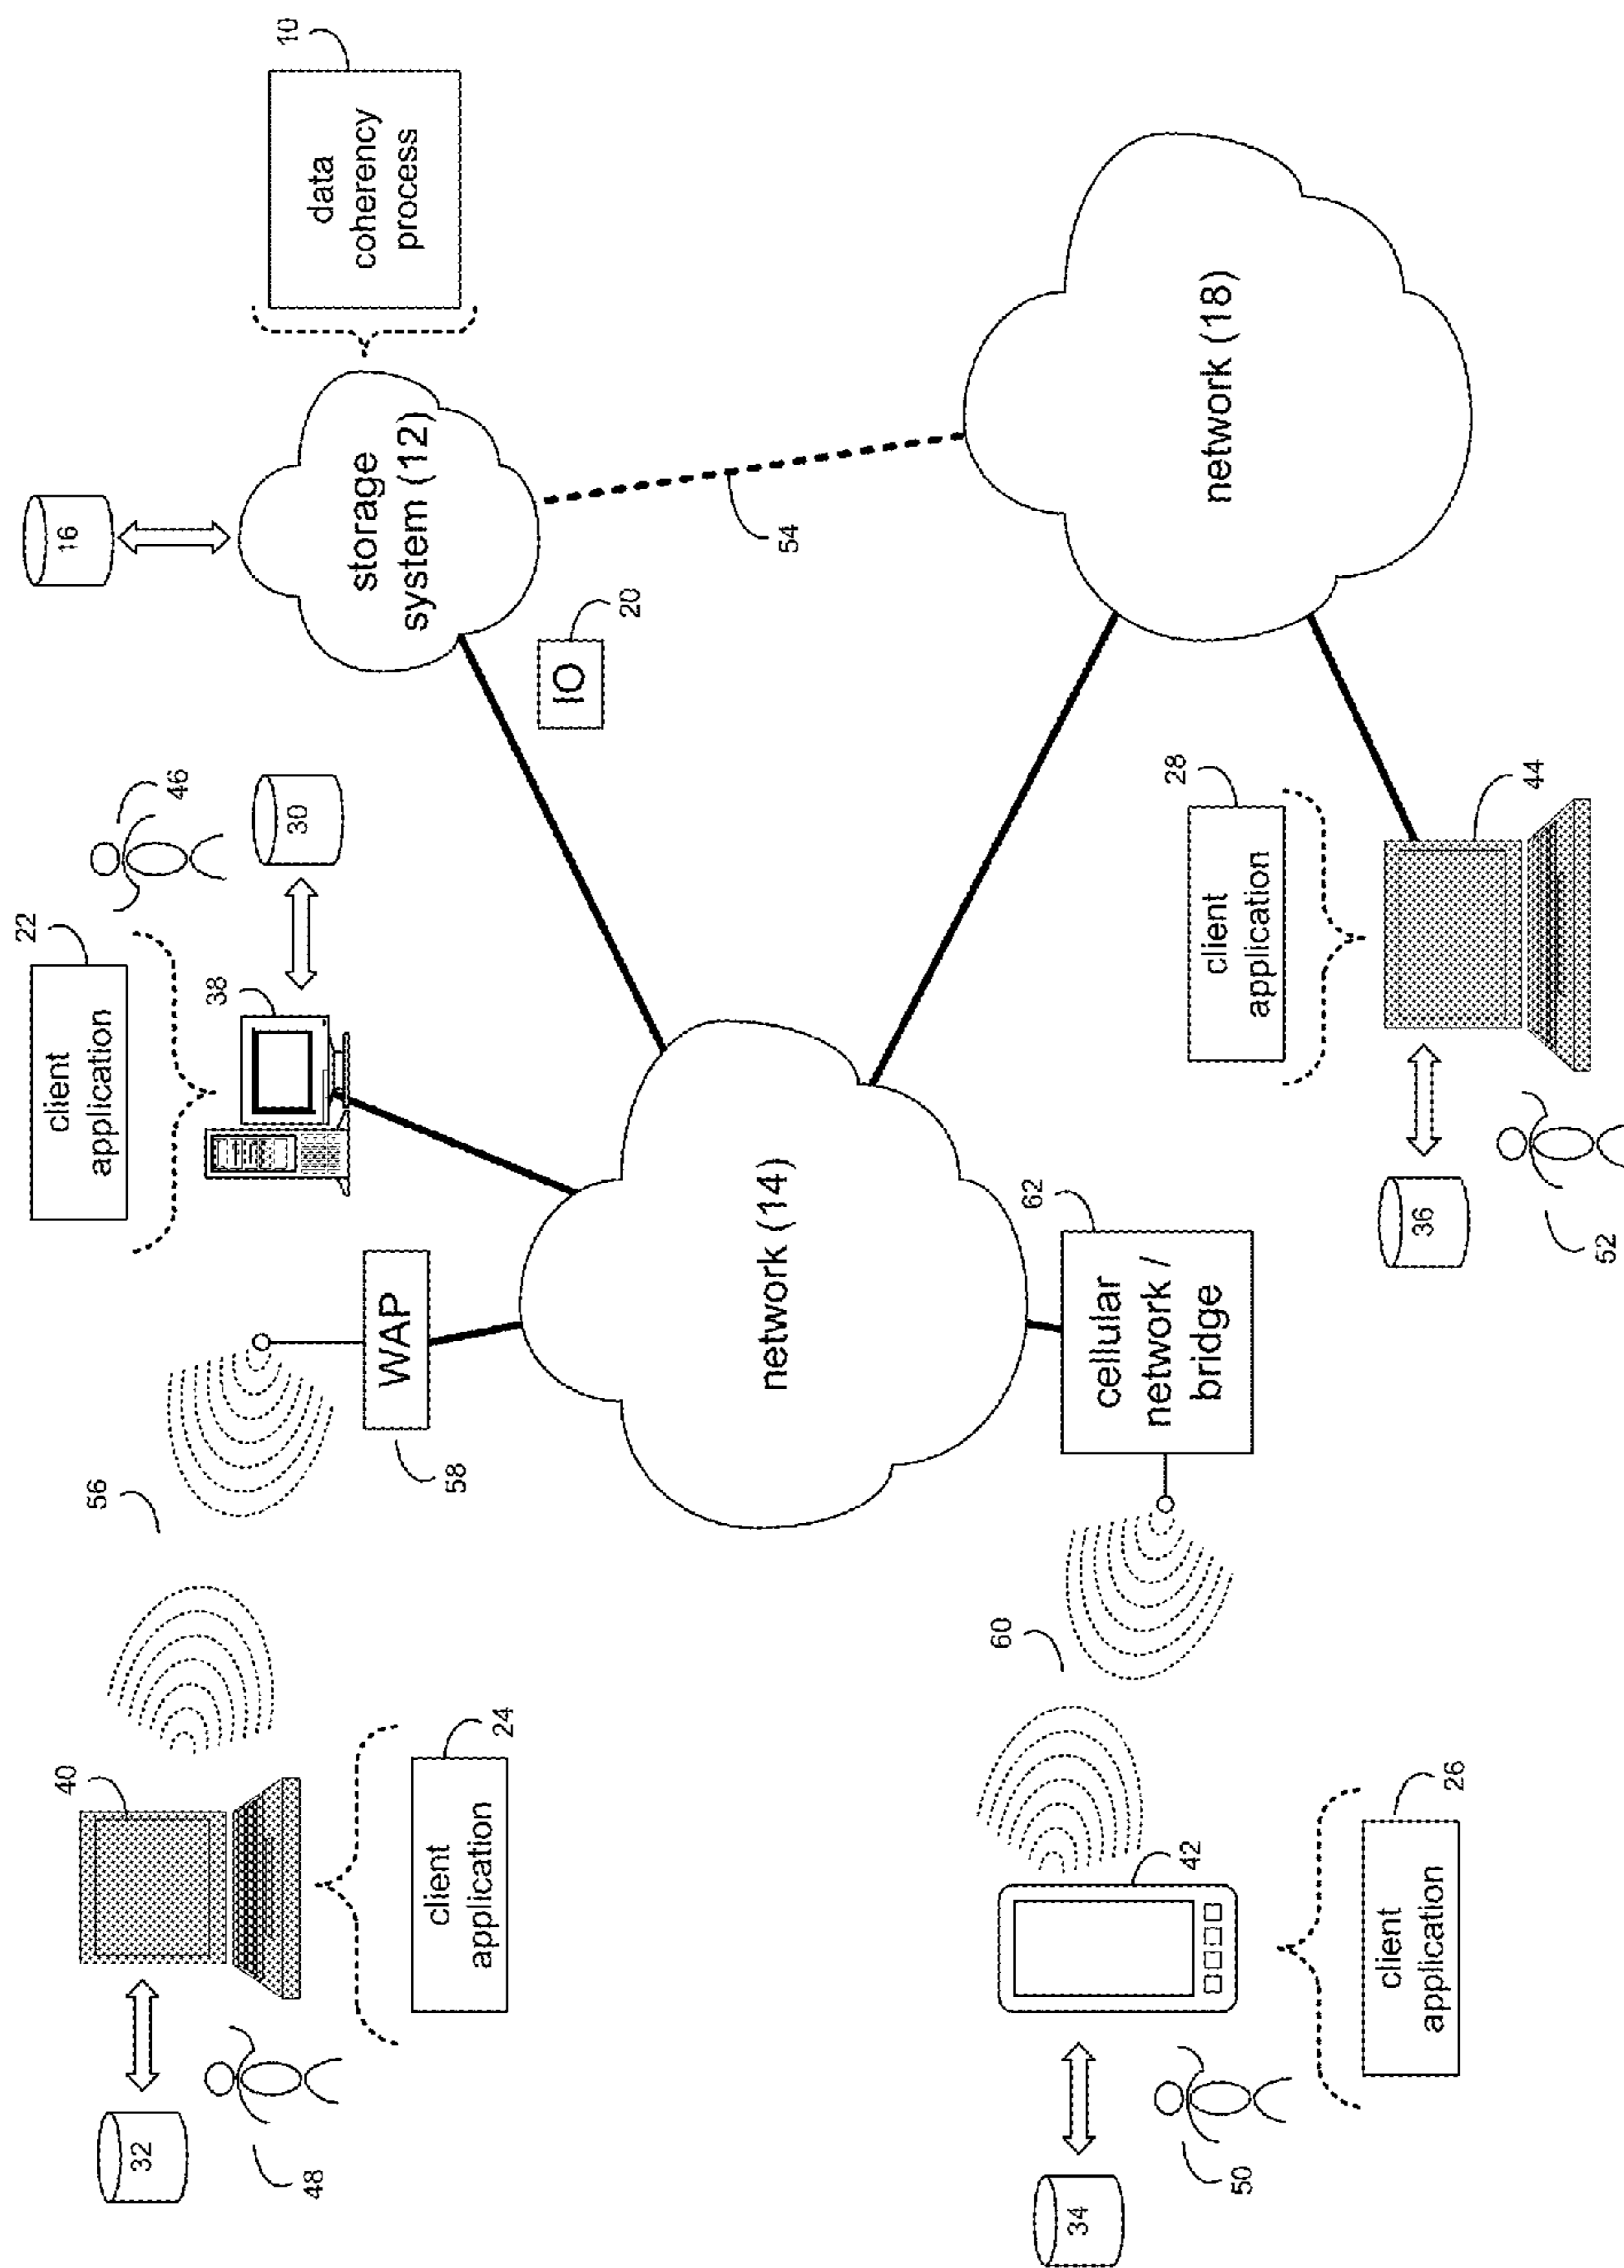 10
data
coherency
process
16
storage
system (12)
IO
20
54
network (18)
46
30
22
client
application
38
28
client
application
44
36
52
network (14)
WAP
58
56
62
cellular
network /
bridge
60
40
24
client
application
32
48
42
26
client
application
34
50